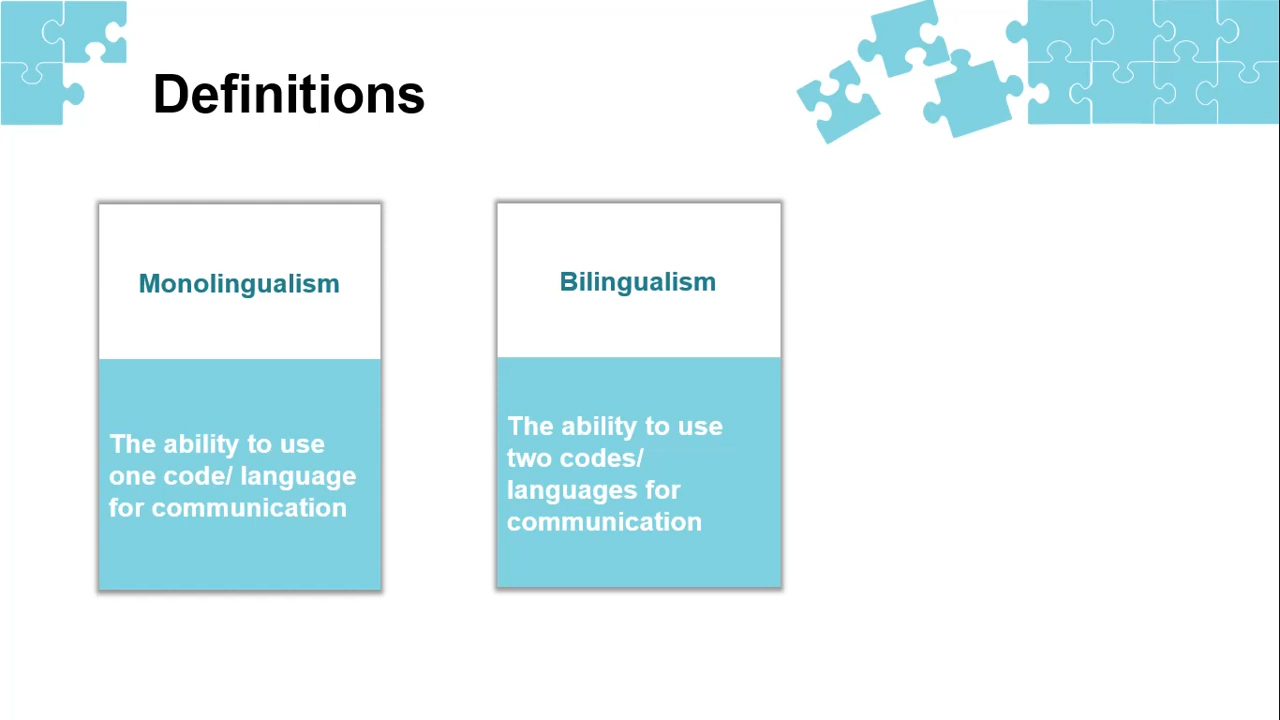 Definitions
Monolingualism
The ability to use
one code/ language
for communication
Bilingualism
The ability to use
two codes/
languages for
communication